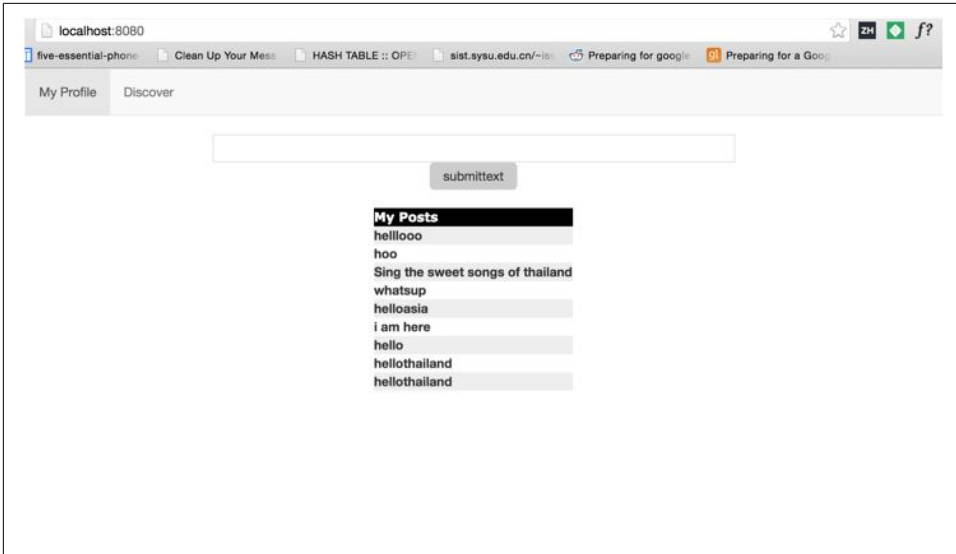 localhost:8080
ZH f?
five-essential-phone Clean Up Your Mess HASH TABLE :: OPE sist.sysu.edu.cn/~iss Preparing for google Preparing for a Goog
My Profile Discover
submittext
My Posts
helllooo
hoo
Sing the sweet songs of thailand
whatsup
helloasia
i am here
hello
hellothailand
hellothailand